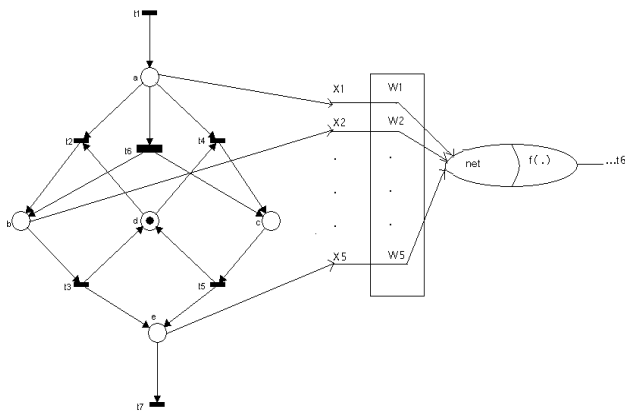 t1
a
X1 W1
t2 t6 t4
X2 W2
net f(.) ...t6
b d c
t3 t5
X5 W5
e
t7